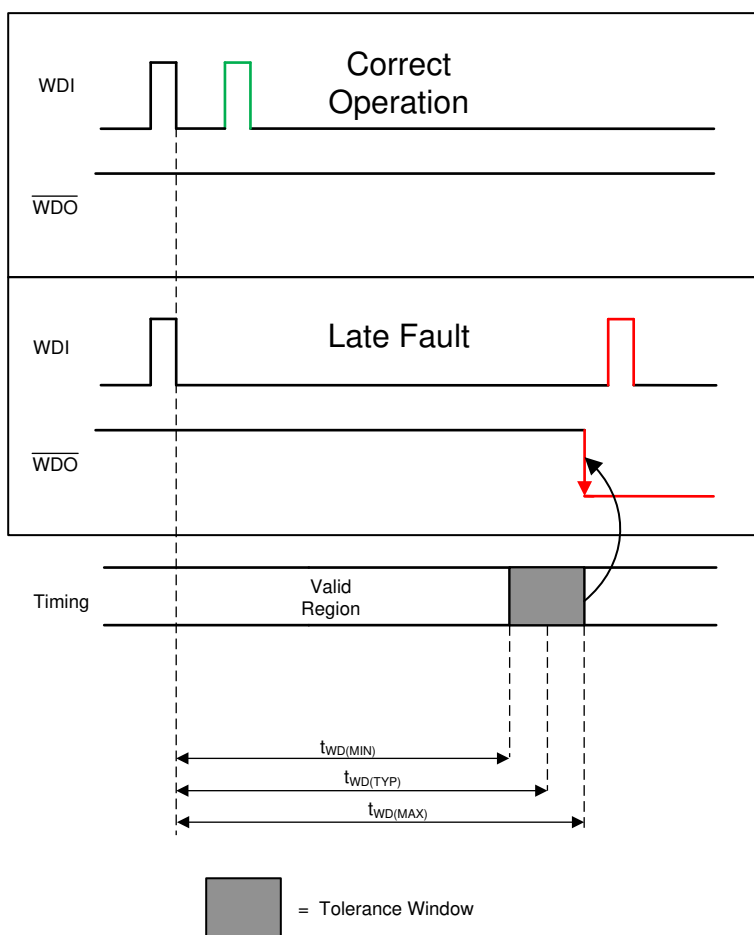 WDI
Correct
Operation
WDO
WDI
Late Fault
WDO
Timing
Valid
Region
tWD(MIN)
tWD(TYP)
tWD(MAX)
= Tolerance Window